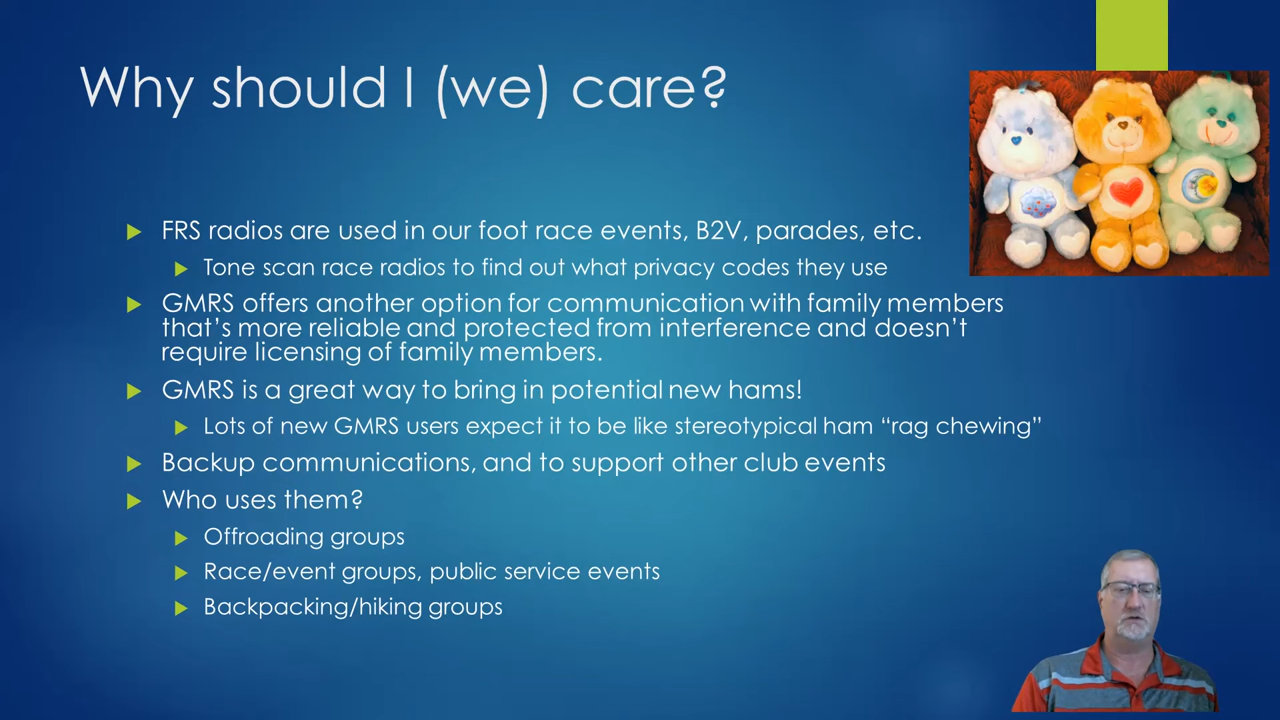 Why should I (we) care?
FRS radios are used in our foot race events, B2V, parades, etc.
Tone scan race radios to find out what privacy codes they use
GMRS offers another option for communication with family members
that’s more reliable and protected from interference and doesn’t
require licensing of family members.
GMRS is a great way to bring in potential new hams!
Lots of new GMRS users expect it to be like stereotypical ham “rag chewing”
Backup communications, and to support other club events
Who uses them?
Offroading groups
Race/event groups, public service events
Backpacking/hiking groups